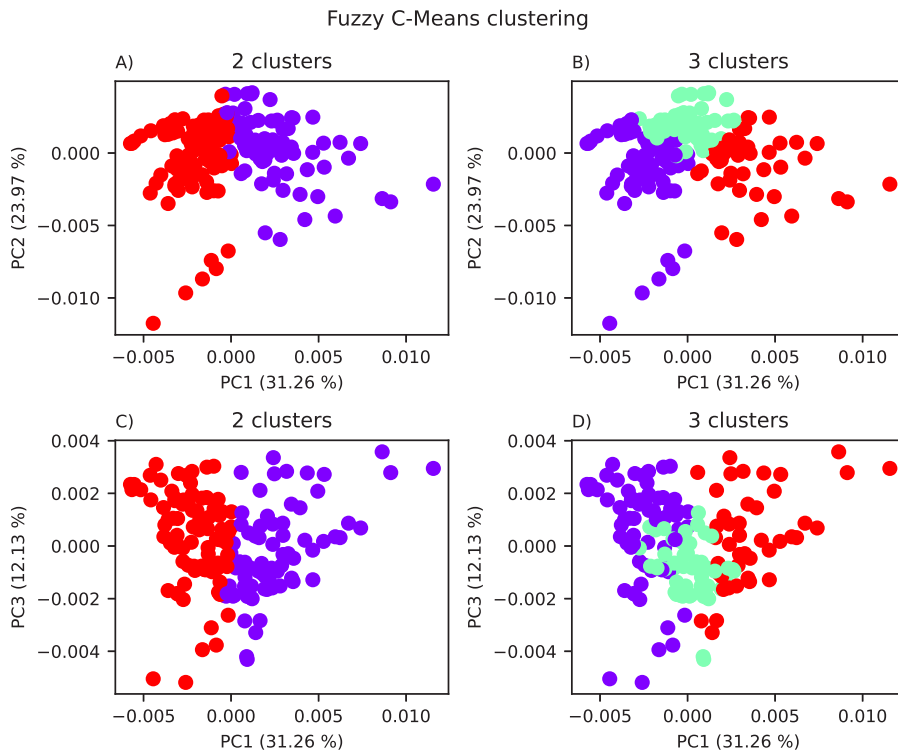 Fuzzy C-Means clustering
A) 2 clusters
B) 3 clusters
0.000
−0.005
−0.010
PC2 (23.97 %)
−0.005 0.000 0.005 0.010
PC1 (31.26 %)
0.000
−0.005
−0.010
PC2 (23.97 %)
−0.005 0.000 0.005 0.010
PC1 (31.26 %)
C) 2 clusters
D) 3 clusters
0.004
0.002
0.000
−0.002
−0.004
PC3 (12.13 %)
−0.005 0.000 0.005 0.010
PC1 (31.26 %)
0.004
0.002
0.000
−0.002
−0.004
PC3 (12.13 %)
−0.005 0.000 0.005 0.010
PC1 (31.26 %)